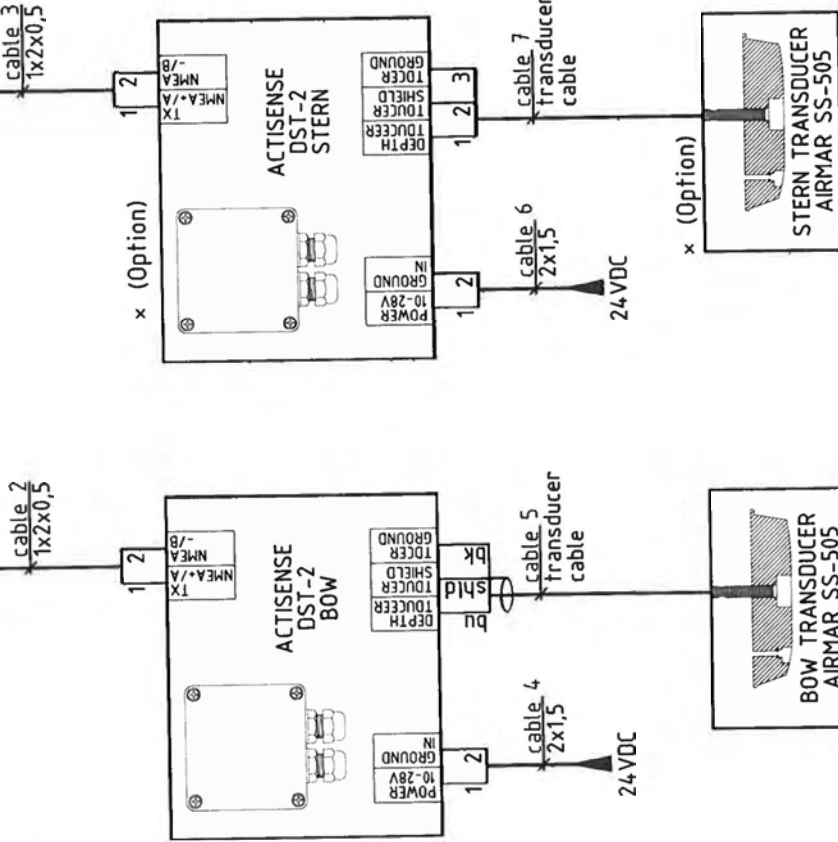 cable 2
1x2x0,5
1
2
TX
NMEA+/A
NMEA
-/B
ACTISENSE
DST-2
BOW
POWER
10-28V
GROUND
IN
DEPTH
TDUCEER
TDUCER
SHIELD
TDCER
GROUND
1
2
bu
shld
bk
cable 4
2x1,5
24VDC
cable 5
transducer
cable
BOW TRANSDUCER
AIRMAR SS-505
cable 3
1x2x0,5
1
2
TX
NMEA+/A
NMEA
-/B
x (Option)
ACTISENSE
DST-2
STERN
POWER
10-28V
GROUND
IN
DEPTH
TDUCEER
TDUCER
SHIELD
TDCER
GROUND
1
2
1
2
3
cable 6
2x1,5
24VDC
cable 7
transducer
cable
x (Option)
STERN TRANSDUCER
AIRMAR SS-505